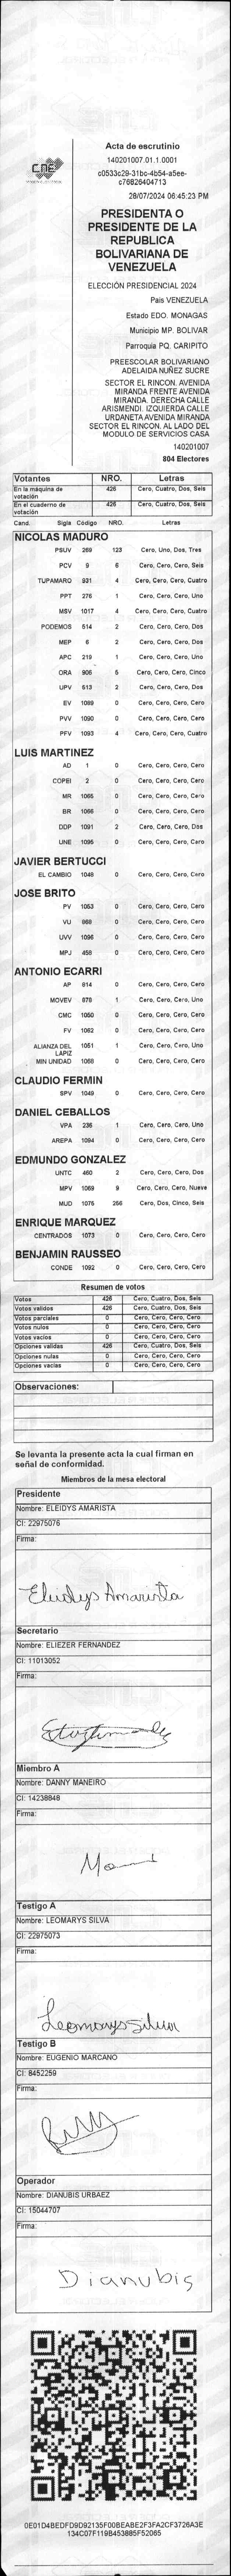 CNE
Acta de escrutinio
140201007.01.1.0001
c0533c29-31bc-4b54-a5ee-
c76826404713
28/07/2024 06:45:23 PM
PRESIDENTA O
PRESIDENTE DE LA
REPUBLICA
BOLIVARIANA DE
VENEZUELA
ELECCIÓN PRESIDENCIAL 2024
Pais VENEZUELA
Estado EDO. MONAGAS
Municipio MP. BOLIVAR
Parroquia PQ. CARIPITO
PREESCOLAR BOLIVARIANO
ADELAIDA NUÑEZ SUCRE
SECTOR EL RINCON. AVENIDA
MIRANDA FRENTE AVENIDA
MIRANDA. DERECHA CALLE
ARISMENDI. IZQUIERDA CALLE
URDANETA AVENIDA MIRANDA
SECTOR EL RINCON. AL LADO DEL
MODULO DE SERVICIOS CASA
140201007
804 Electores
Votantes NRO. Letras
En la máquina de votación 426 Cero, Cuatro, Dos, Seis
En el cuaderno de votación 426 Cero, Cuatro, Dos, Seis
Cand. Sigla Código NRO. Letras
NICOLAS MADURO
PSUV 269 123 Cero, Uno, Dos, Tres
PCV 9 6 Cero, Cero, Cero, Seis
TUPAMARO 931 4 Cero, Cero, Cero, Cuatro
PPT 276 1 Cero, Cero, Cero, Uno
MSV 1017 4 Cero, Cero, Cero, Cuatro
PODEMOS 514 2 Cero, Cero, Cero, Dos
MEP 6 2 Cero, Cero, Cero, Dos
APC 219 1 Cero, Cero, Cero, Uno
ORA 906 5 Cero, Cero, Cero, Cinco
UPV 613 2 Cero, Cero, Cero, Dos
EV 1089 0 Cero, Cero, Cero, Cero
PVV 1090 0 Cero, Cero, Cero, Cero
PFV 1093 4 Cero, Cero, Cero, Cuatro
LUIS MARTINEZ
AD 1 0 Cero, Cero, Cero, Cero
COPEI 2 0 Cero, Cero, Cero, Cero
MR 1065 0 Cero, Cero, Cero, Cero
BR 1066 0 Cero, Cero, Cero, Cero
DDP 1091 2 Cero, Cero, Cero, Dos
UNE 1095 0 Cero, Cero, Cero, Cero
JAVIER BERTUCCI
EL CAMBIO 1048 0 Cero, Cero, Cero, Cero
JOSE BRITO
PV 1053 0 Cero, Cero, Cero, Cero
VU 969 0 Cero, Cero, Cero, Cero
UVV 1096 0 Cero, Cero, Cero, Cero
MPJ 458 0 Cero, Cero, Cero, Cero
ANTONIO ECARRI
AP 814 0 Cero, Cero, Cero, Cero
MOVEV 878 1 Cero, Cero, Cero, Uno
CMC 1050 0 Cero, Cero, Cero, Cero
FV 1062 0 Cero, Cero, Cero, Cero
ALIANZA DEL LAPIZ 1051 1 Cero, Cero, Cero, Uno
MIN UNIDAD 1068 0 Cero, Cero, Cero, Cero
CLAUDIO FERMIN
SPV 1049 0 Cero, Cero, Cero, Cero
DANIEL CEBALLOS
VPA 236 1 Cero, Cero, Cero, Uno
AREPA 1094 0 Cero, Cero, Cero, Cero
EDMUNDO GONZALEZ
UNTC 460 2 Cero, Cero, Cero, Dos
MPV 1069 9 Cero, Cero, Cero, Nueve
MUD 1075 256 Cero, Dos, Cinco, Seis
ENRIQUE MARQUEZ
CENTRADOS 1073 0 Cero, Cero, Cero, Cero
BENJAMIN RAUSSEO
CONDE 1092 0 Cero, Cero, Cero, Cero
Resumen de votos
Votos 426 Cero, Cuatro, Dos, Seis
Votos validos 426 Cero, Cuatro, Dos, Seis
Votos parciales 0 Cero, Cero, Cero, Cero
Votos nulos 0 Cero, Cero, Cero, Cero
Votos vacios 0 Cero, Cero, Cero, Cero
Opciones validas 426 Cero, Cuatro, Dos, Seis
Opciones nulas 0 Cero, Cero, Cero, Cero
Opciones vacias 0 Cero, Cero, Cero, Cero
Observaciones:
Se levanta la presente acta la cual firman en
señal de conformidad.
Miembros de la mesa electoral
Presidente
Nombre: ELEIDYS AMARISTA
CI: 22975076
Firma:
Eleidys Amarista
Secretario
Nombre: ELIEZER FERNANDEZ
CI: 11013052
Firma:
Miembro A
Nombre: DANNY MANEIRO
CI: 14238848
Firma:
Testigo A
Nombre: LEOMARYS SILVA
CI: 22975073
Firma:
Leomarys Silva
Testigo B
Nombre: EUGENIO MARCANO
CI: 8452259
Firma:
Operador
Nombre: DIANUBIS URBAEZ
CI: 15044707
Firma:
Dianubis
0E01D4BEDFD9D92135F00BEABE2F3FA2CF3726A3E
134C07F119B453885F52065